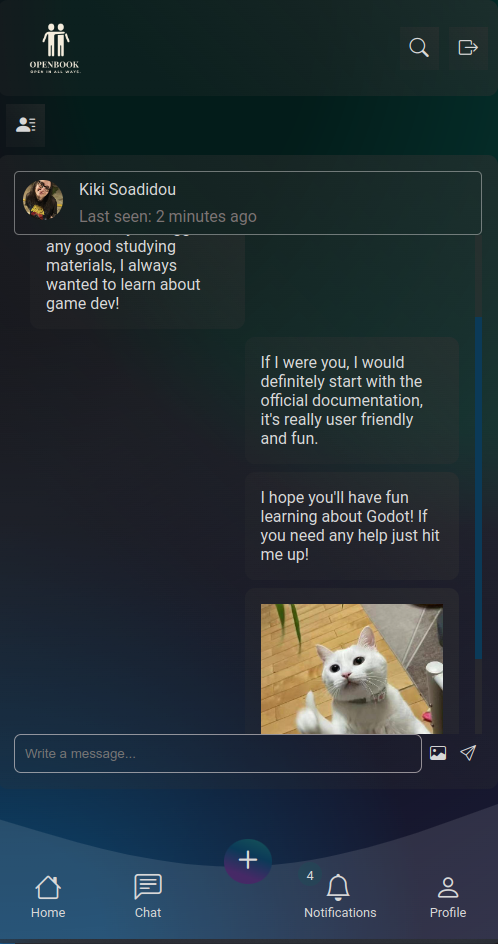 OPENBOOK
OPEN IN ALL WAYS.
Kiki Soadidou
Last seen: 2 minutes ago
any good studying
materials, I always
wanted to learn about
game dev!
If I were you, I would
definitely start with the
official documentation,
it's really user friendly
and fun.
I hope you'll have fun
learning about Godot! If
you need any help just hit
me up!
Write a message...
4
Home
Chat
Notifications
Profile